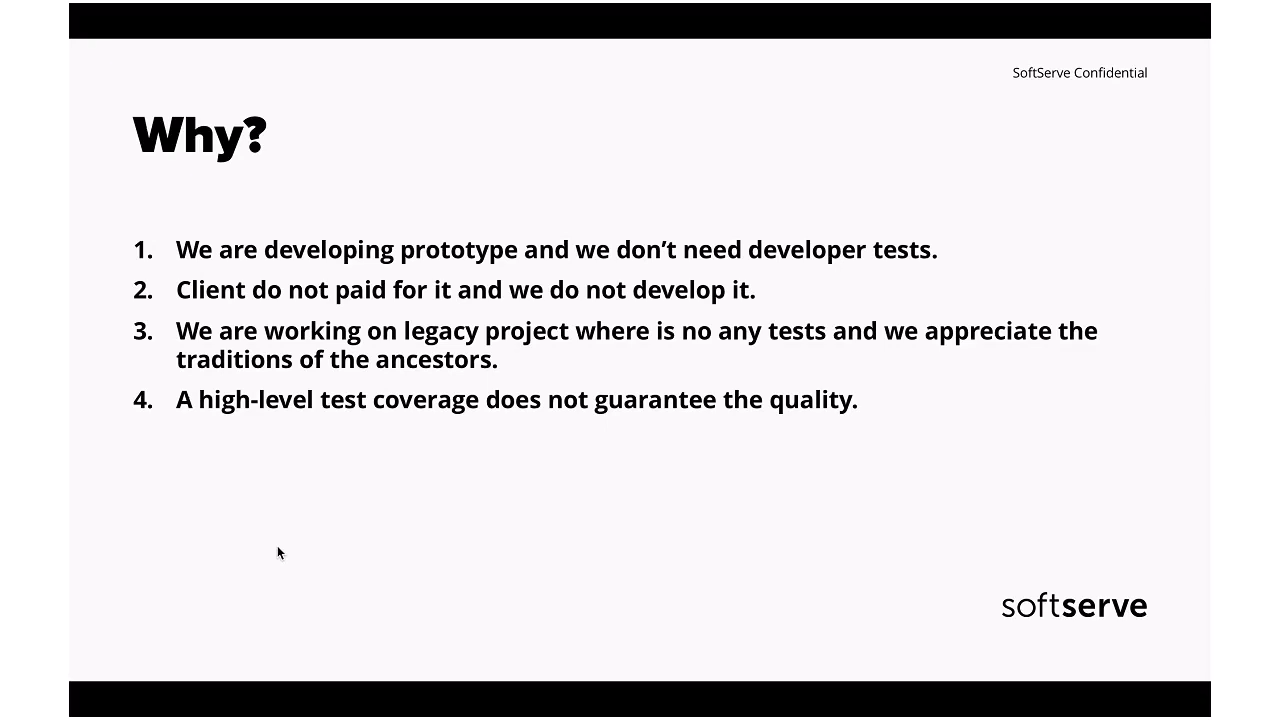 SoftServe Confidential
Why?
1. We are developing prototype and we don’t need developer tests.
2. Client do not paid for it and we do not develop it.
3. We are working on legacy project where is no any tests and we appreciate the
traditions of the ancestors.
4. A high-level test coverage does not guarantee the quality.
softserve